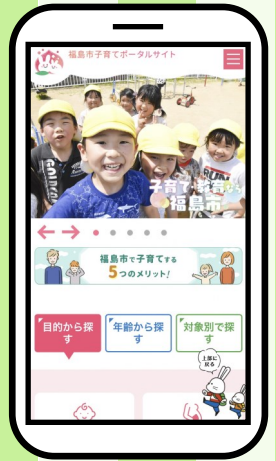 福島市子育てポータルサイト
子育て・教育なら
福島市
福島市で子育てする
5つのメリット!
目的から探
す
年齢から探
す
対象別で探
す
上部に
戻る